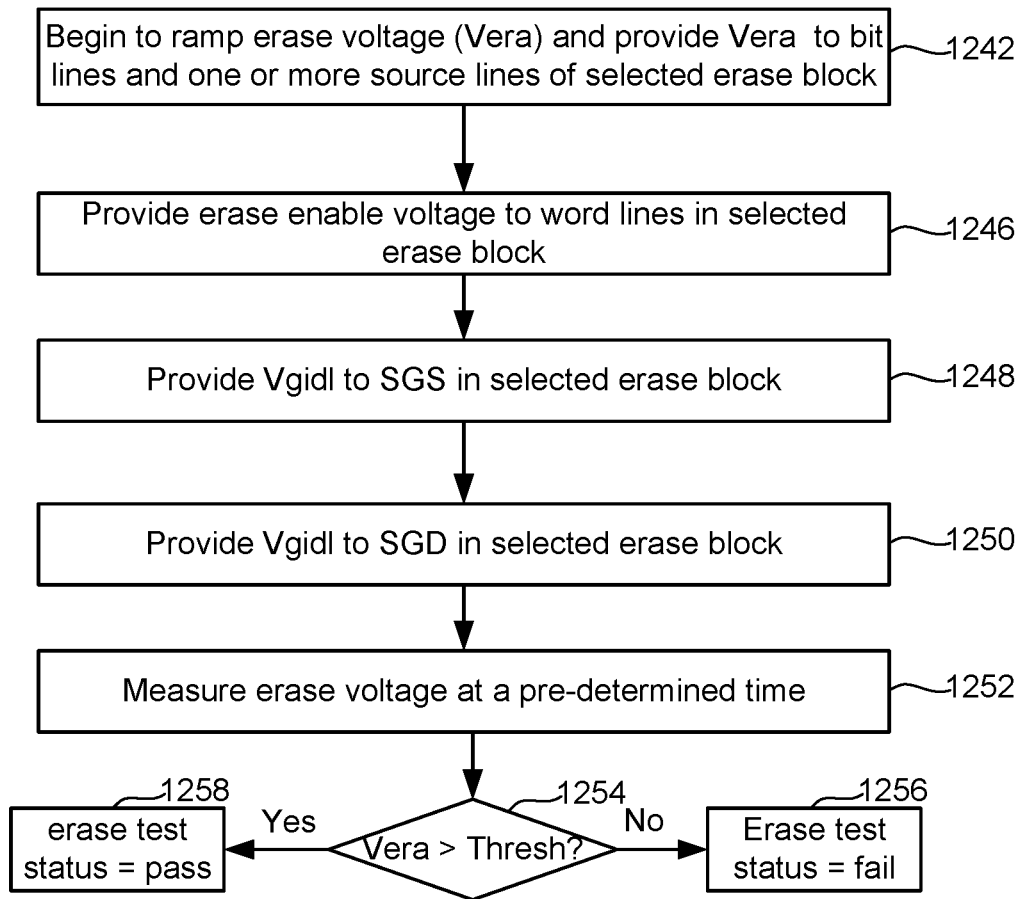 Begin to ramp erase voltage (Vera) and provide Vera to bit
lines and one or more source lines of selected erase block
1242
Provide erase enable voltage to word lines in selected
erase block
1246
Provide Vgidl to SGS in selected erase block
1248
Provide Vgidl to SGD in selected erase block
1250
Measure erase voltage at a pre-determined time
1252
1258
1254
1256
erase test
status = pass
Yes
Vera > Thresh?
No
Erase test
status = fail